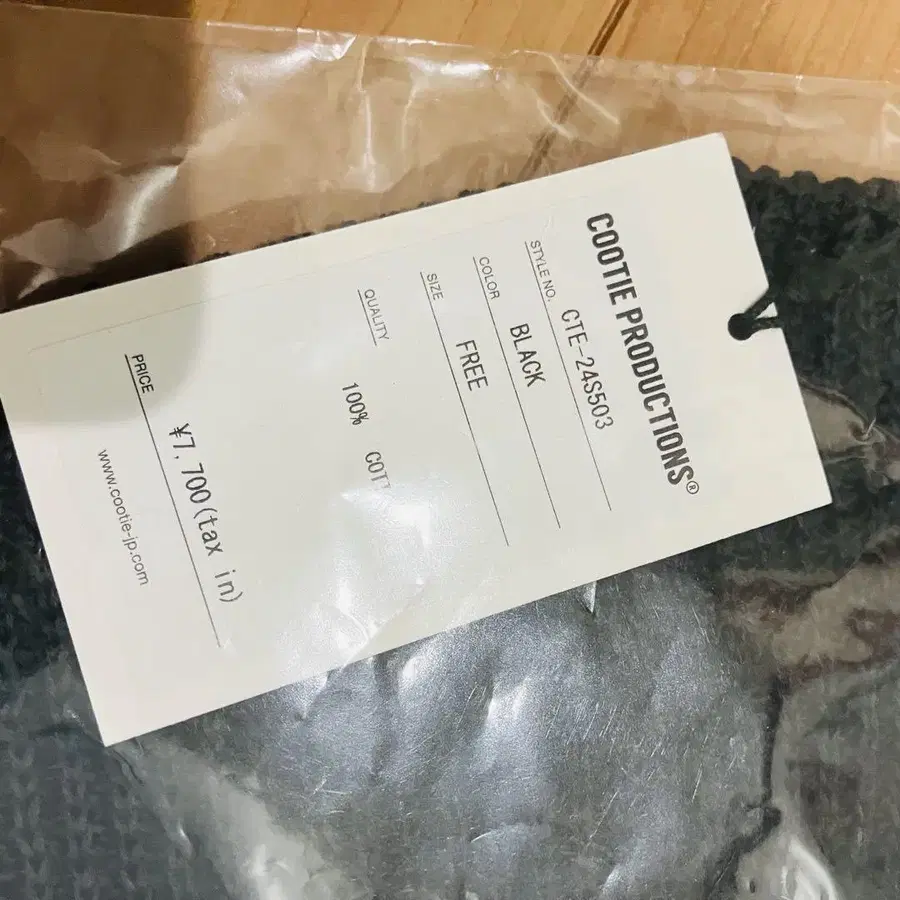 COOTIE PRODUCTIONS®
STYLE NO. CTE-24S503
COLOR BLACK
SIZE FREE
QUALITY
100% COTT
PRICE ¥7,700(tax in)
www.cootie-jp.com